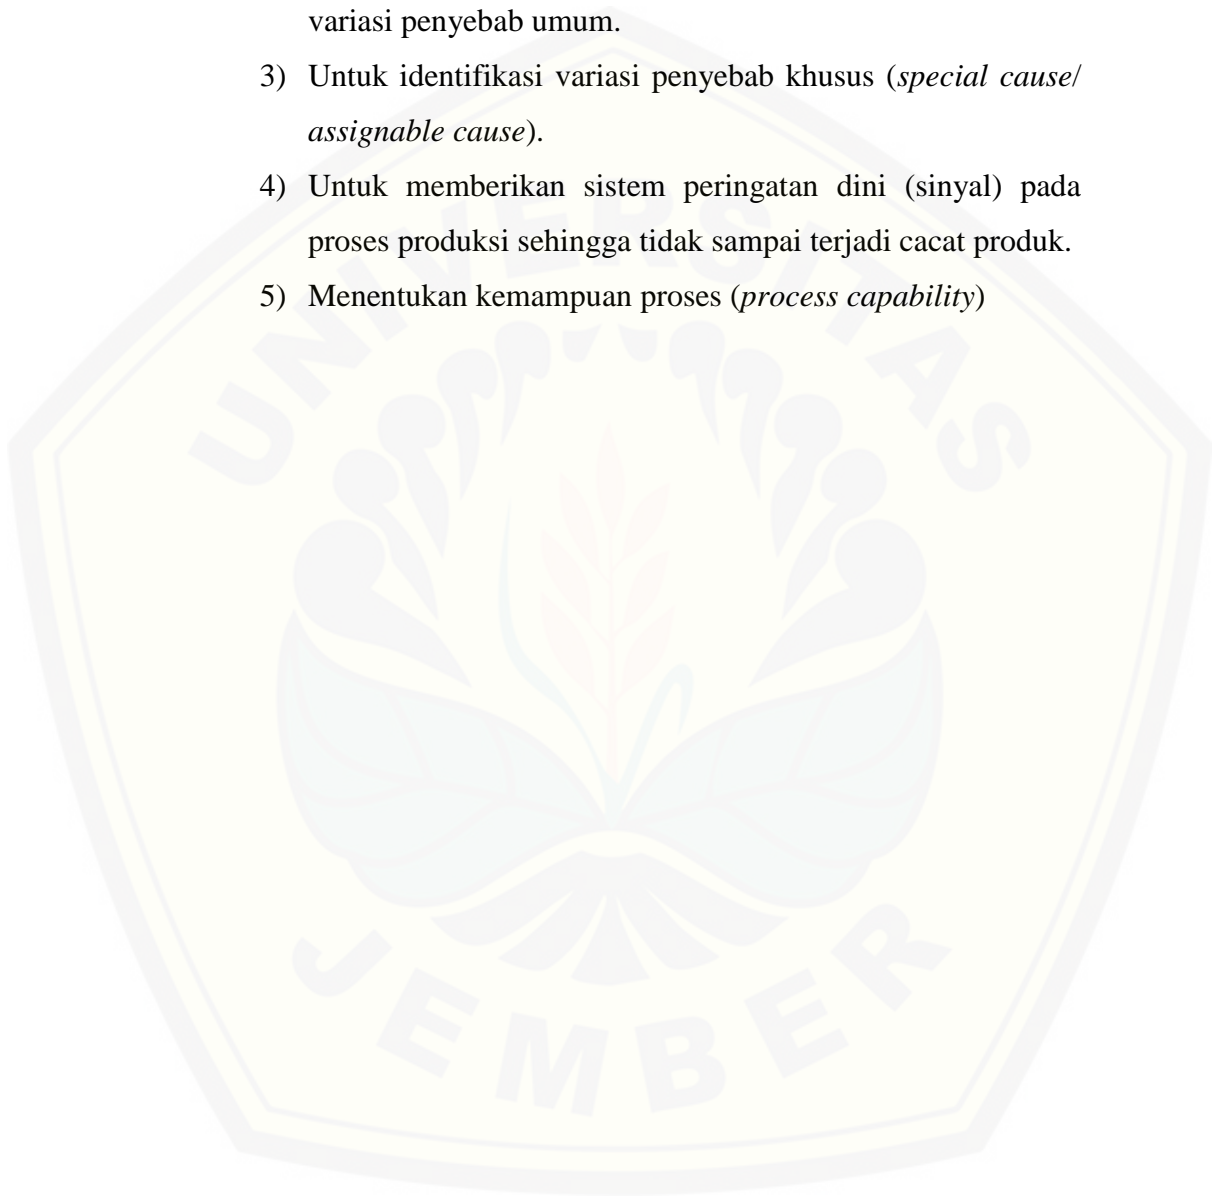 variasi penyebab umum.
3) Untuk identifikasi variasi penyebab khusus (special cause/
assignable cause).
4) Untuk memberikan sistem peringatan dini (sinyal) pada
proses produksi sehingga tidak sampai terjadi cacat produk.
5) Menentukan kemampuan proses (process capability)
UNIVERSITAS
JEMBER